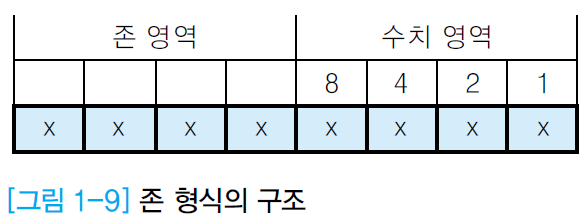 존 영역 수치 영역
8 4 2 1
x x x x x x x x
[그림 1-9] 존 형식의 구조